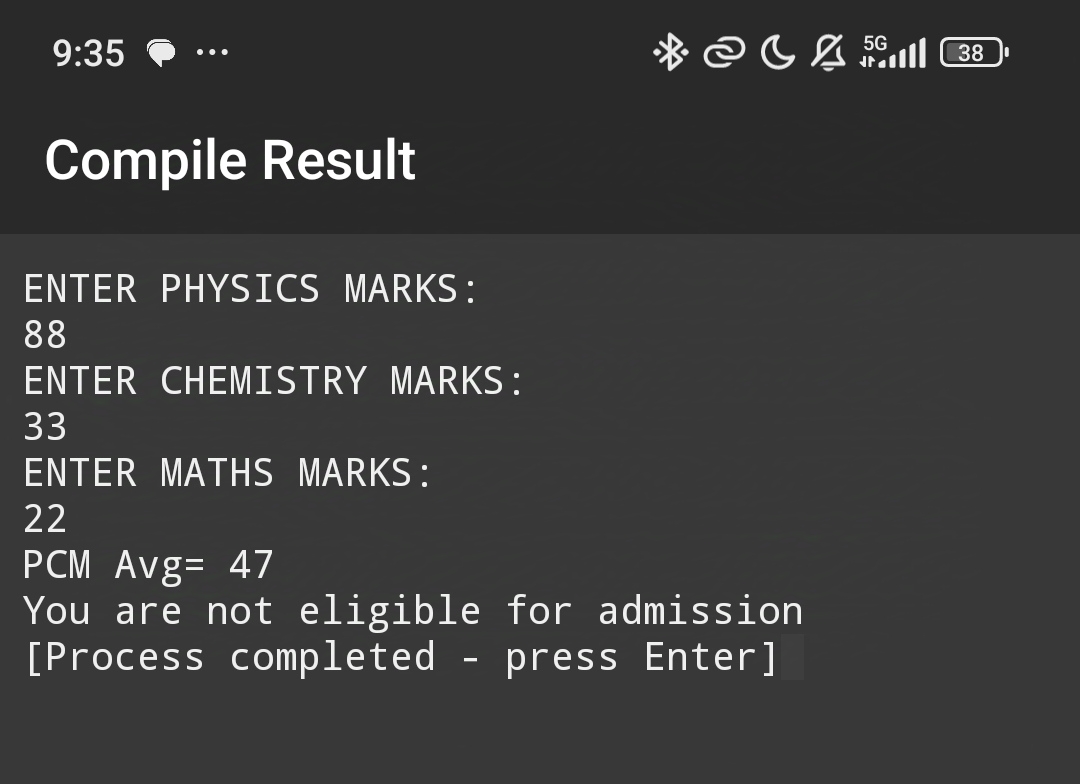 9:35 ... 5G 38
Compile Result
ENTER PHYSICS MARKS:
88
ENTER CHEMISTRY MARKS:
33
ENTER MATHS MARKS:
22
PCM Avg= 47
You are not eligible for admission
[Process completed - press Enter]